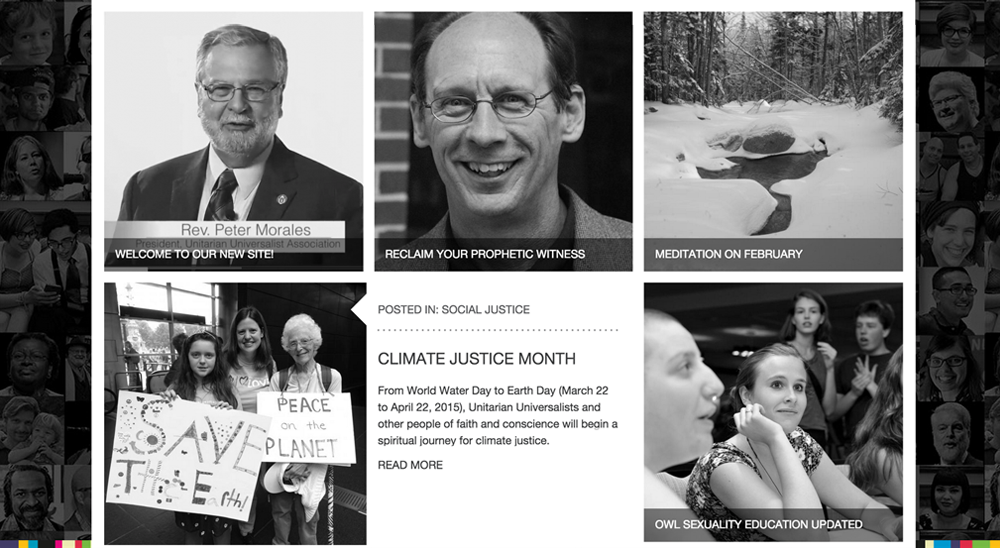 Rev. Peter Morales
President, Unitarian Universalist Association
WELCOME TO OUR NEW SITE!
RECLAIM YOUR PROPHETIC WITNESS
MEDITATION ON FEBRUARY
SAVE
THE Earth!
PEACE
on the
PLANET
POSTED IN: SOCIAL JUSTICE
CLIMATE JUSTICE MONTH
From World Water Day to Earth Day (March 22
to April 22, 2015), Unitarian Universalists and
other people of faith and conscience will begin a
spiritual journey for climate justice.
READ MORE
OWL SEXUALITY EDUCATION UPDATED